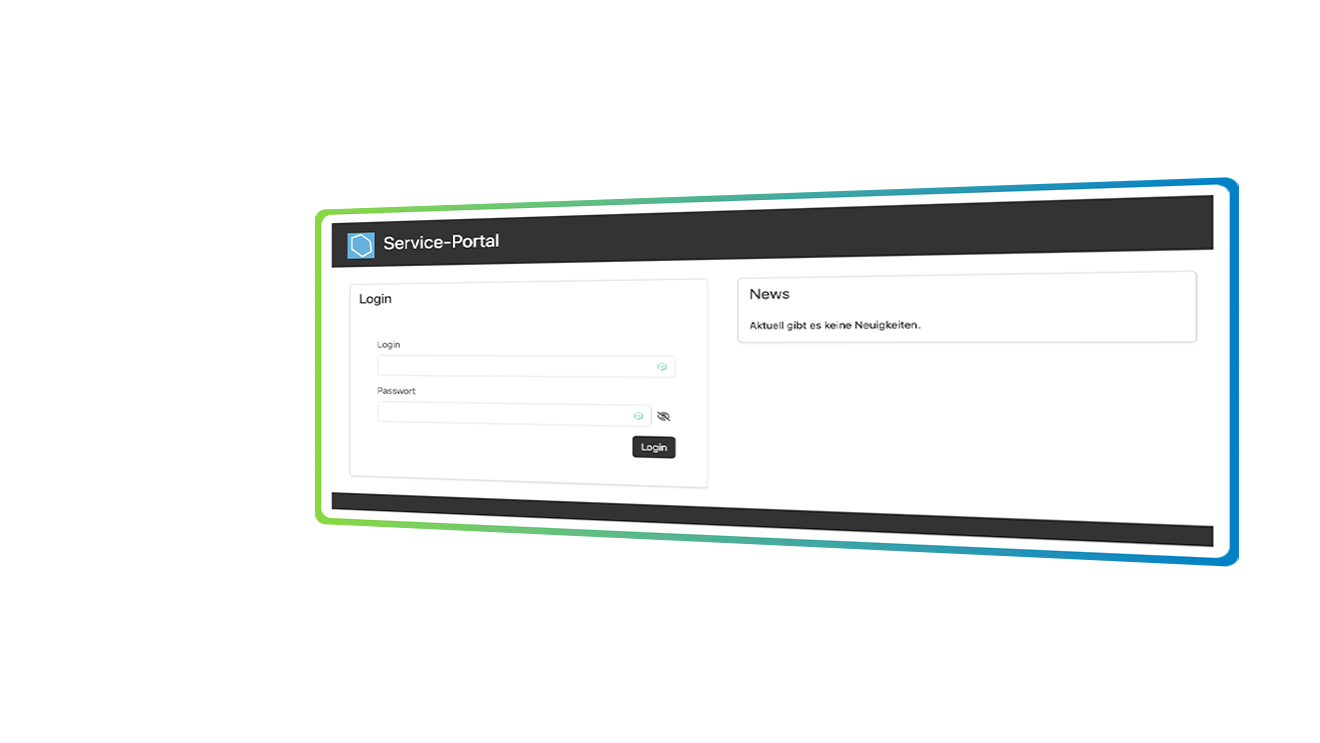 Service-Portal
Login
Login
Passwort
Login
News
Aktuell gibt es keine Neuigkeiten.